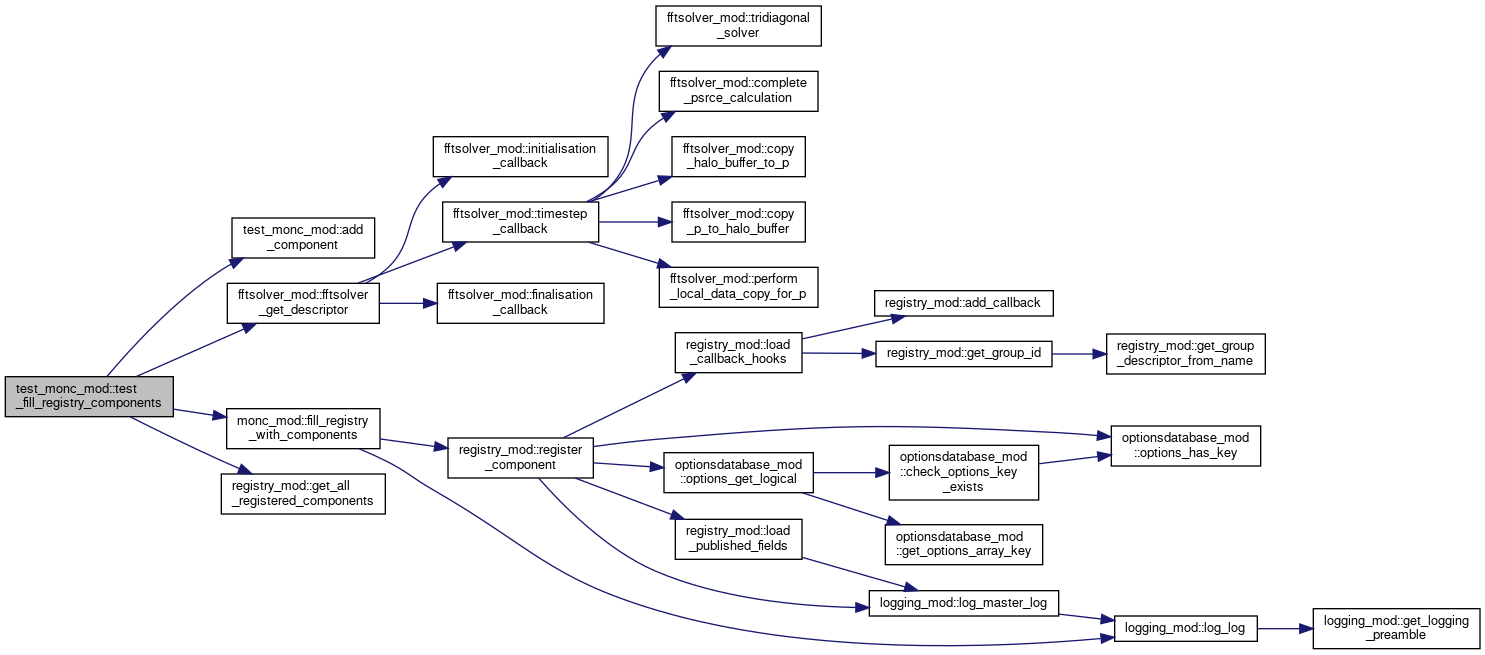 fftsolver_mod::tridiagonal
_solver
fftsolver_mod::complete
_psrce_calculation
fftsolver_mod::initialisation
_callback
fftsolver_mod::copy
_halo_buffer_to_p
test_monc_mod::add
_component
fftsolver_mod::timestep
_callback
fftsolver_mod::copy
_p_to_halo_buffer
fftsolver_mod::fftsolver
_get_descriptor
fftsolver_mod::finalisation
_callback
fftsolver_mod::perform
_local_data_copy_for_p
registry_mod::add_callback
registry_mod::load
_callback_hooks
registry_mod::get_group_id
registry_mod::get_group
_descriptor_from_name
test_monc_mod::test
_fill_registry_components
monc_mod::fill_registry
_with_components
registry_mod::register
_component
optionsdatabase_mod
::options_has_key
optionsdatabase_mod
::options_get_logical
optionsdatabase_mod
::check_options_key
_exists
registry_mod::get_all
_registered_components
registry_mod::load
_published_fields
optionsdatabase_mod
::get_options_array_key
logging_mod::log_master_log
logging_mod::log_log
logging_mod::get_logging
_preamble